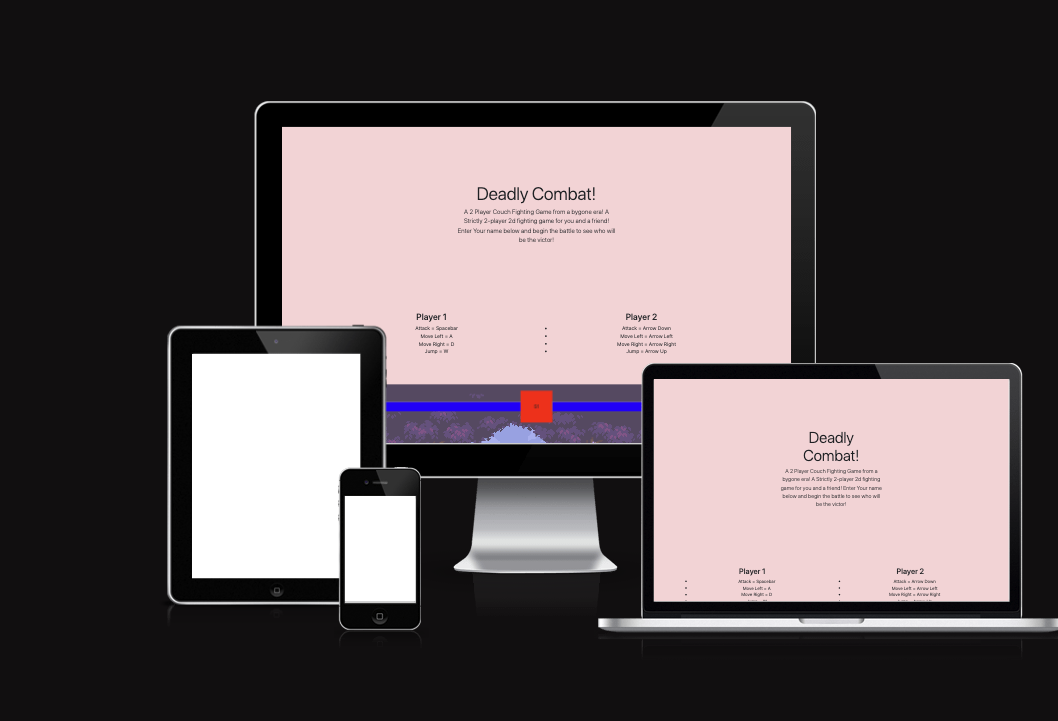 Deadly Combat!
A 2 Player Couch Fighting Game from a bygone era! A
Strictly 2-player 2d fighting game for you and a friend!
Enter Your name below and begin the battle to see who will
be the victor!
Player 1
Attack = Spacebar
Move Left = A
Move Right = D
Jump = W
Player 2
Attack = Arrow Down
Move Left = Arrow Left
Move Right = Arrow Right
Jump = Arrow Up
Deadly
Combat!
A 2 Player Couch Fighting Game from a
bygone era! A Strictly 2-player 2d fighting
game for you and a friend! Enter Your name
below and begin the battle to see who will
be the victor!
Player 1
Attack = Spacebar
Move Left = A
Move Right = D
Player 2
Attack = Arrow Down
Move Left = Arrow Left
Move Right = Arrow Right